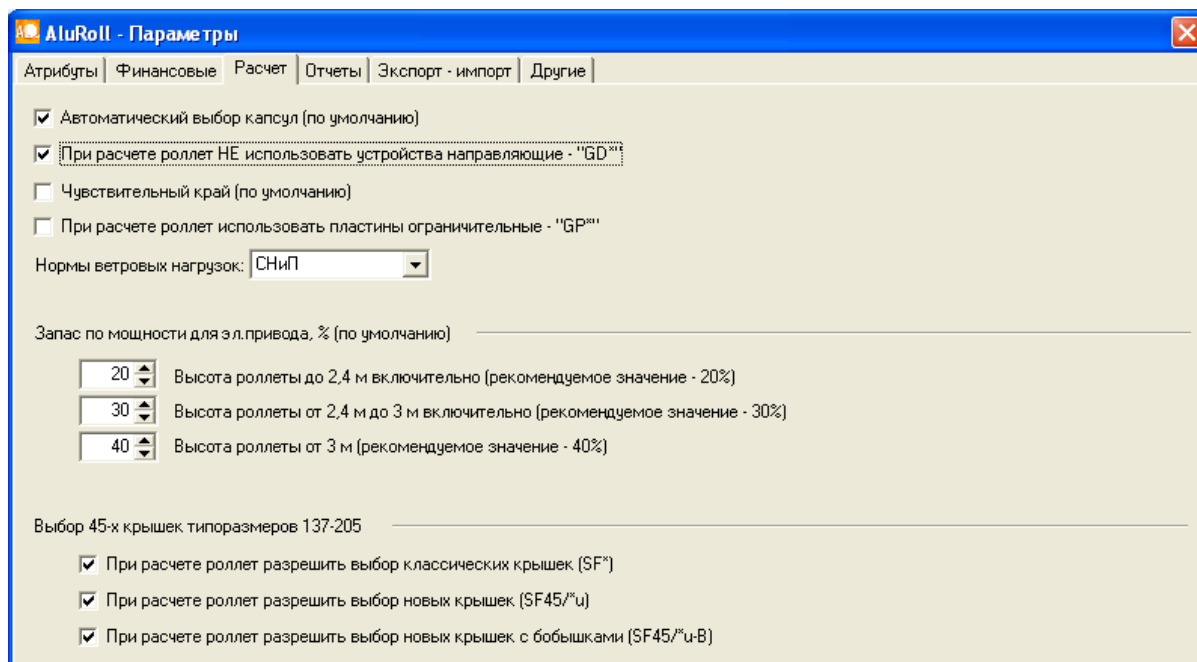 AluRoll - Параметры
Атрибуты Финансовые Расчет Отчеты Экспорт - импорт Другие
Автоматический выбор капсул (по умолчанию)
При расчете роллет НЕ использовать устройства направляющие - "GD*"
Чувствительный край (по умолчанию)
При расчете роллет использовать пластины ограничительные - "GP*"
Нормы ветровых нагрузок: СНиП
Запас по мощности для эл.привода, % (по умолчанию)
20 Высота роллеты до 2,4 м включительно (рекомендуемое значение - 20%)
30 Высота роллеты от 2,4 м до 3 м включительно (рекомендуемое значение - 30%)
40 Высота роллеты от 3 м (рекомендуемое значение - 40%)
Выбор 45-х крышек типоразмеров 137-205
При расчете роллет разрешить выбор классических крышек (SF*)
При расчете роллет разрешить выбор новых крышек (SF45/*u)
При расчете роллет разрешить выбор новых крышек с бобышками (SF45/*u-B)